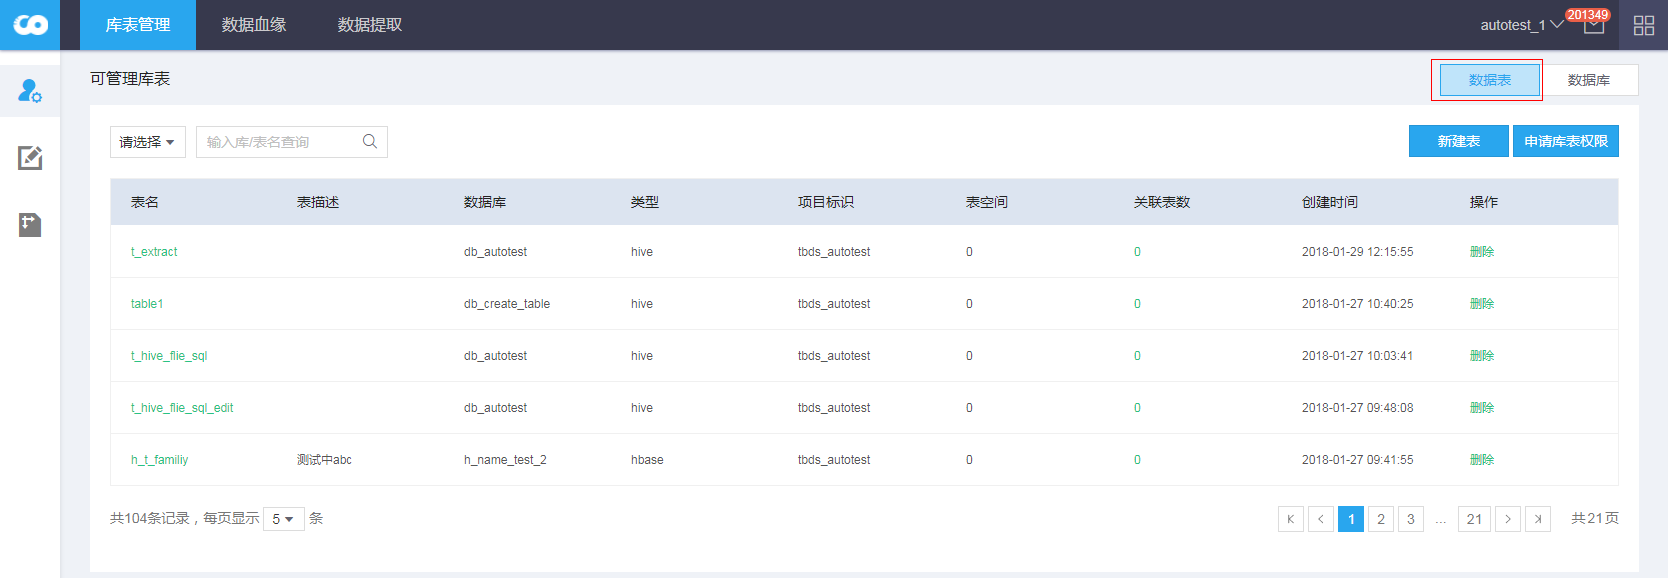 库表管理 数据血缘 数据提取 autotest_1 201349
可管理库表 数据表 数据库
请选择 输入库/表名查询 新建表 申请库表权限
表名 表描述 数据库 类型 项目标识 表空间 关联表数 创建时间 操作
t_extract db_autotest hive tbds_autotest 0 0 2018-01-29 12:15:55 删除
table1 db_create_table hive tbds_autotest 0 0 2018-01-27 10:40:25 删除
t_hive_flie_sql db_autotest hive tbds_autotest 0 0 2018-01-27 10:03:41 删除
t_hive_flie_sql_edit db_autotest hive tbds_autotest 0 0 2018-01-27 09:48:08 删除
h_t_familiy 测试中abc h_name_test_2 hbase tbds_autotest 0 0 2018-01-27 09:41:55 删除
共104条记录，每页显示 5 条 1 2 3 ... 21 共21页